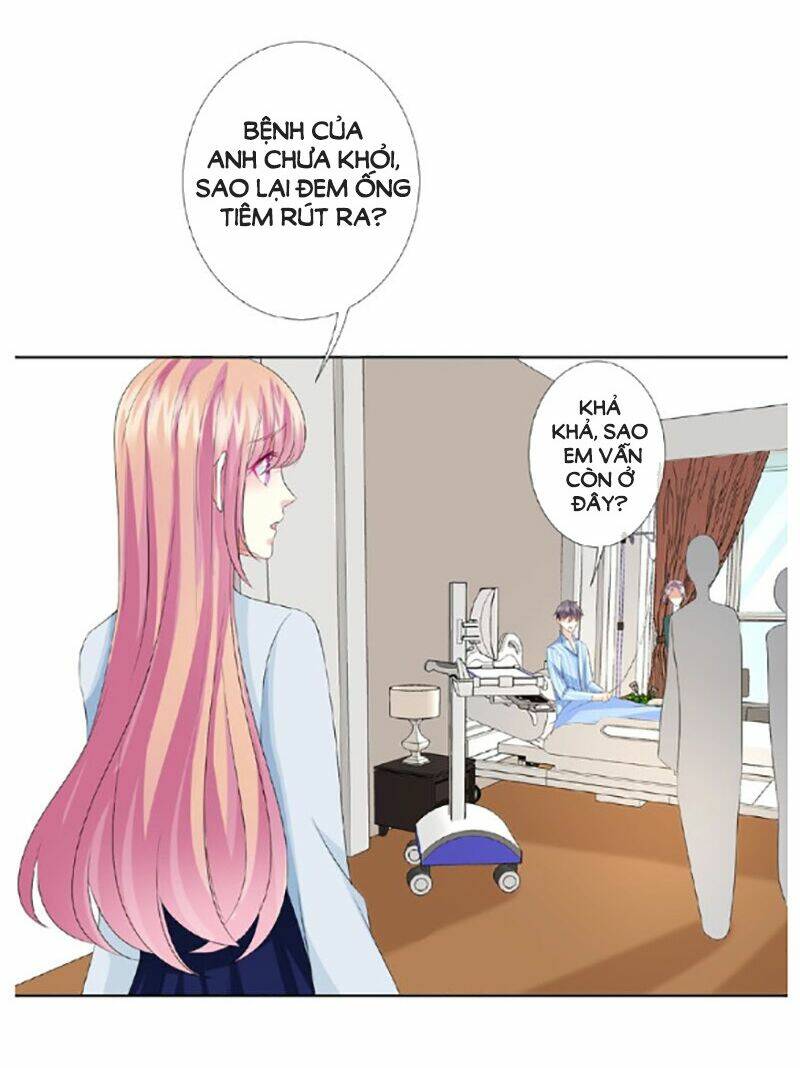 BỆNH CỦA
ANH CHƯA KHỎI,
SAO LẠI ĐEM ỐNG
TIÊM RÚT RA?
KHẢ
KHẢ, SAO
EM VẪN
CÒN Ở
ĐÂY?